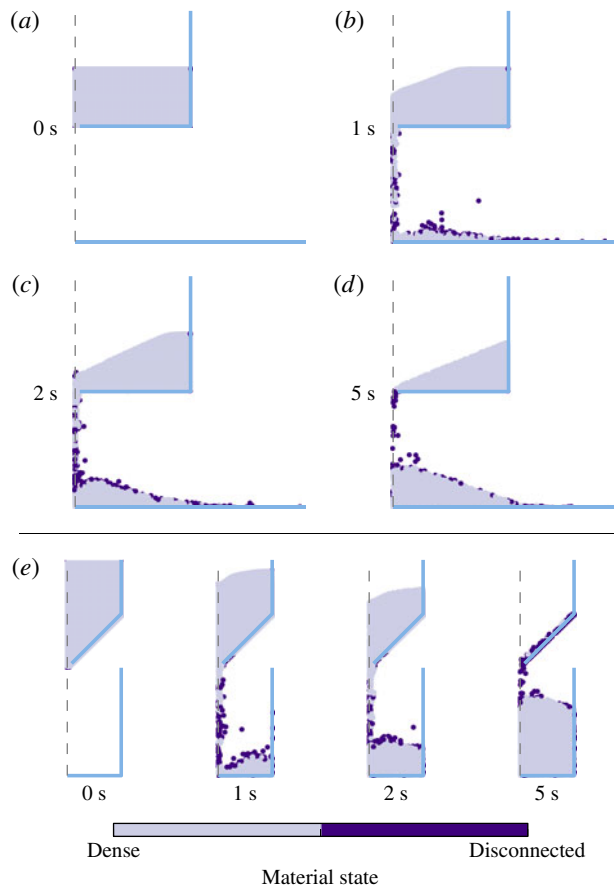 (a)
(b)
0 s
1 s
(c)
(d)
2 s
5 s
(e)
0 s
1 s
2 s
5 s
Dense
Disconnected
Material state